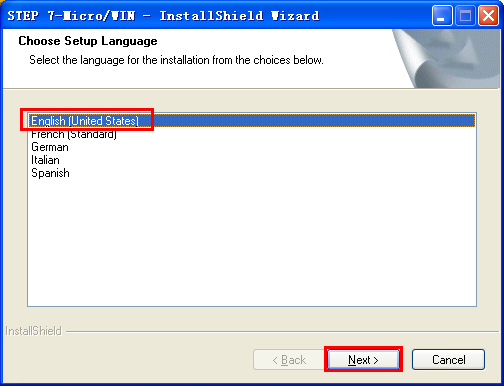 STEP 7-Micro/WIN - InstallShield Wizard
Choose Setup Language
Select the language for the installation from the choices below.
English (United States)
French (Standard)
German
Italian
Spanish
InstallShield
< Back
Next >
Cancel